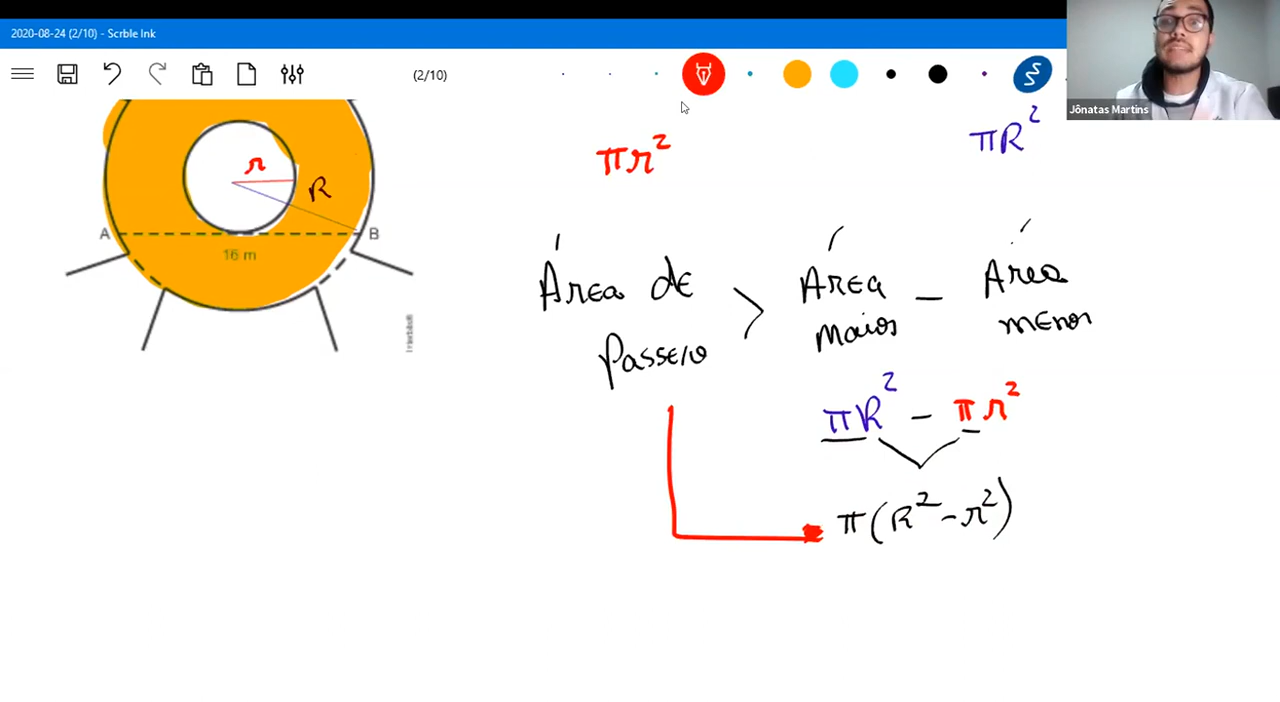 2020-08-24 (2/10) - Scrble Ink
(2/10)
Jônatas Martins
r
R
A
B
16 m
πr²
πR²
Área de
Passeio
>
Área
maior
-
Área
menor
πR² - πr²
π(R² - r²)